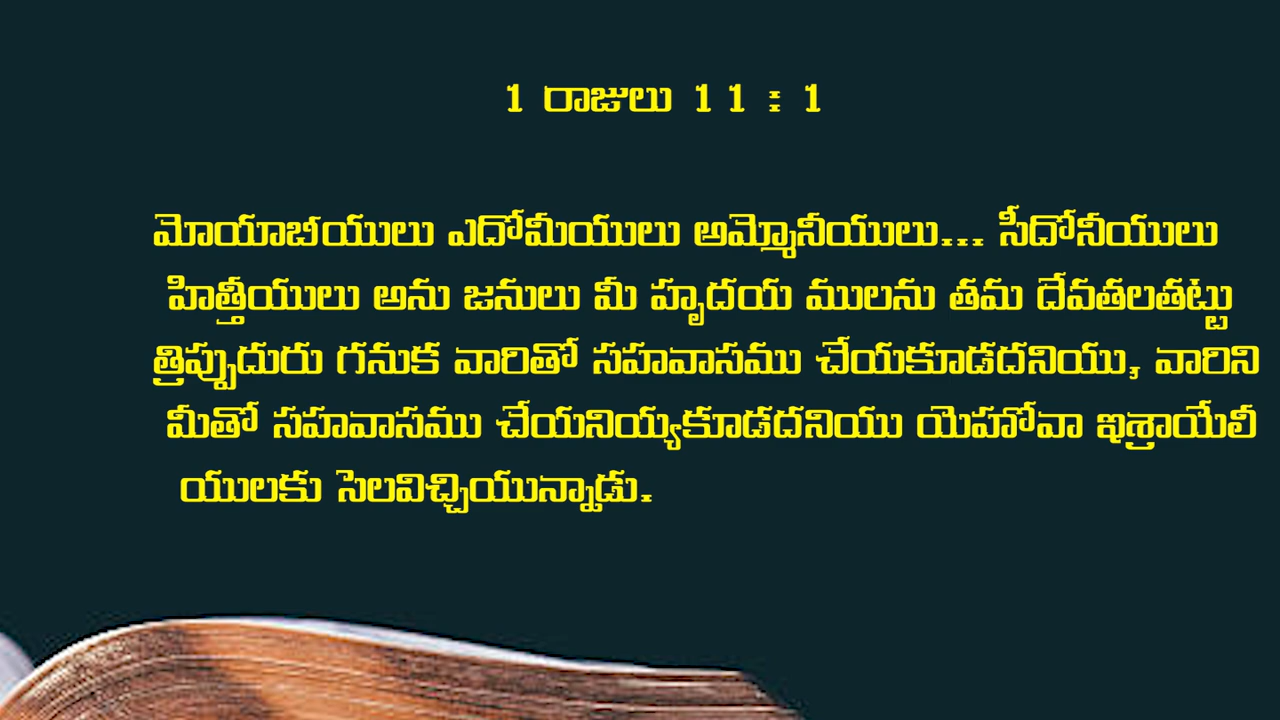 1 రాజులు 11 : 1
మోయాబీయులు ఎదోమీయులు అమ్మోనీయులు... సీదోనీయులు
హిత్తీయులు అను జనులు మీ హృదయ ములను తమ దేవతలతట్టు
త్రిప్పుదురు గనుక వారితో సహవాసము చేయకూడదనియు, వారిని
మీతో సహవాసము చేయనియ్యకూడదనియు యెహోవా ఇశ్రాయేలీ
యులకు సెలవిచ్చియున్నాడు.